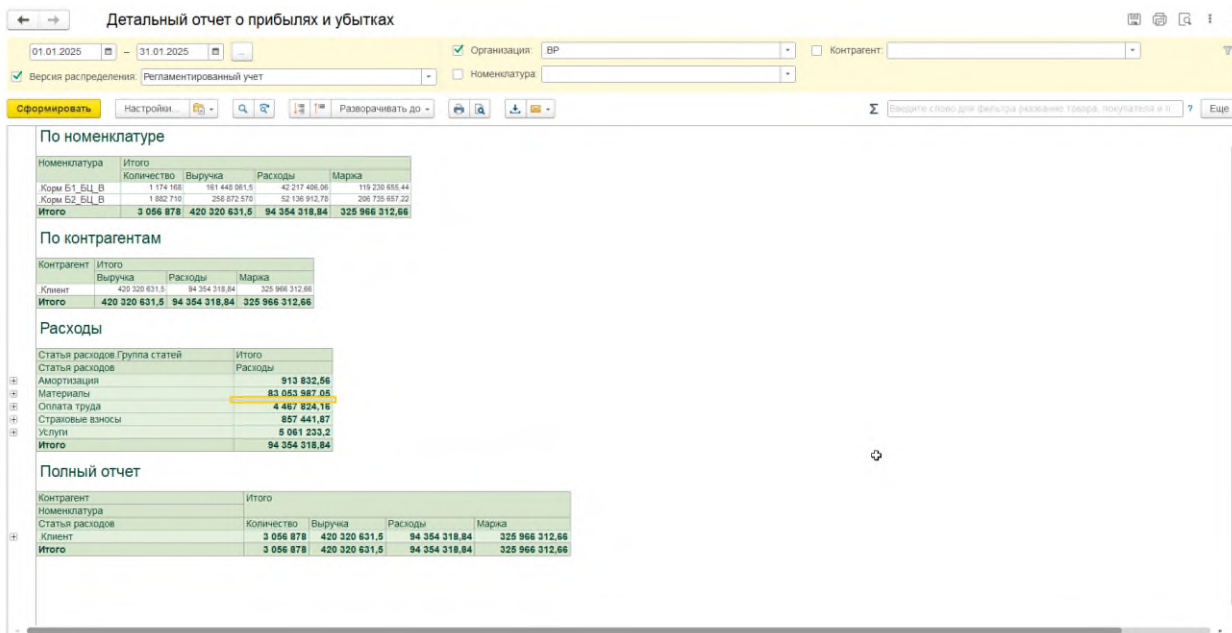 Детальный отчет о прибылях и убытках
01.01.2025 – 31.01.2025 ... Организация: ВР Контрагент:
Версия распределения: Регламентированный учет Номенклатура:
Сформировать Настройки... Разворачивать до Σ Введите слово для фильтра (название товара, покупателя и п... ? Еще
По номенклатуре
Номенклатура Итого
Количество Выручка Расходы Маржа
.Корм Б1_БЦ_В 1 174 168 161 448 061,5 42 217 406,06 119 230 655,44
.Корм Б2_БЦ_В 1 882 710 258 872 570 52 136 912,78 206 735 657,22
Итого 3 056 878 420 320 631,5 94 354 318,84 325 966 312,66
По контрагентам
Контрагент Итого
Выручка Расходы Маржа
.Клиент 420 320 631,5 94 354 318,84 325 966 312,66
Итого 420 320 631,5 94 354 318,84 325 966 312,66
Расходы
Статья расходов.Группа статей Итого
Статья расходов Расходы
Амортизация 913 832,56
Материалы 83 053 987,05
Оплата труда 4 467 824,16
Страховые взносы 857 441,87
Услуги 5 061 233,2
Итого 94 354 318,84
Полный отчет
Контрагент Итого
Номенклатура
Статья расходов Количество Выручка Расходы Маржа
.Клиент 3 056 878 420 320 631,5 94 354 318,84 325 966 312,66
Итого 3 056 878 420 320 631,5 94 354 318,84 325 966 312,66